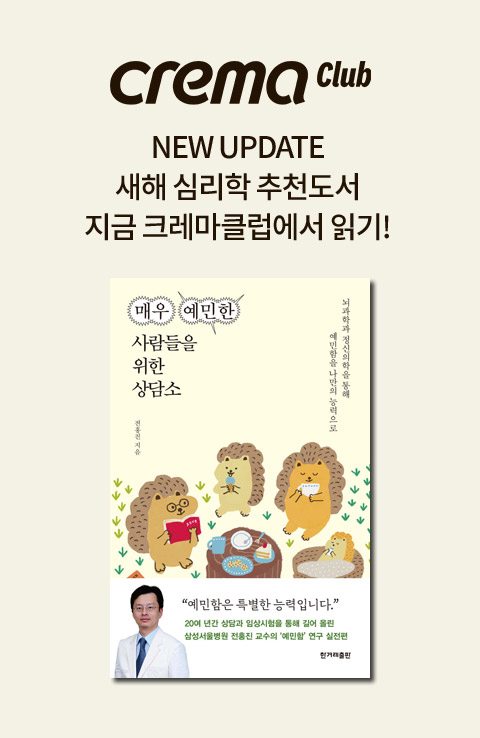 crema Club
NEW UPDATE
새해 심리학 추천도서
지금 크레마클럽에서 읽기!
매우 예민한
사람들을
위한
상담소
전홍진 지음
뇌과학과 정신의학을 통해
예민함을 나만의 능력으로
“예민함은 특별한 능력입니다.”
20여 년간 상담과 임상시험을 통해 길어 올린
삼성서울병원 전홍진 교수의 ‘예민함’ 연구 실전편
한겨레출판